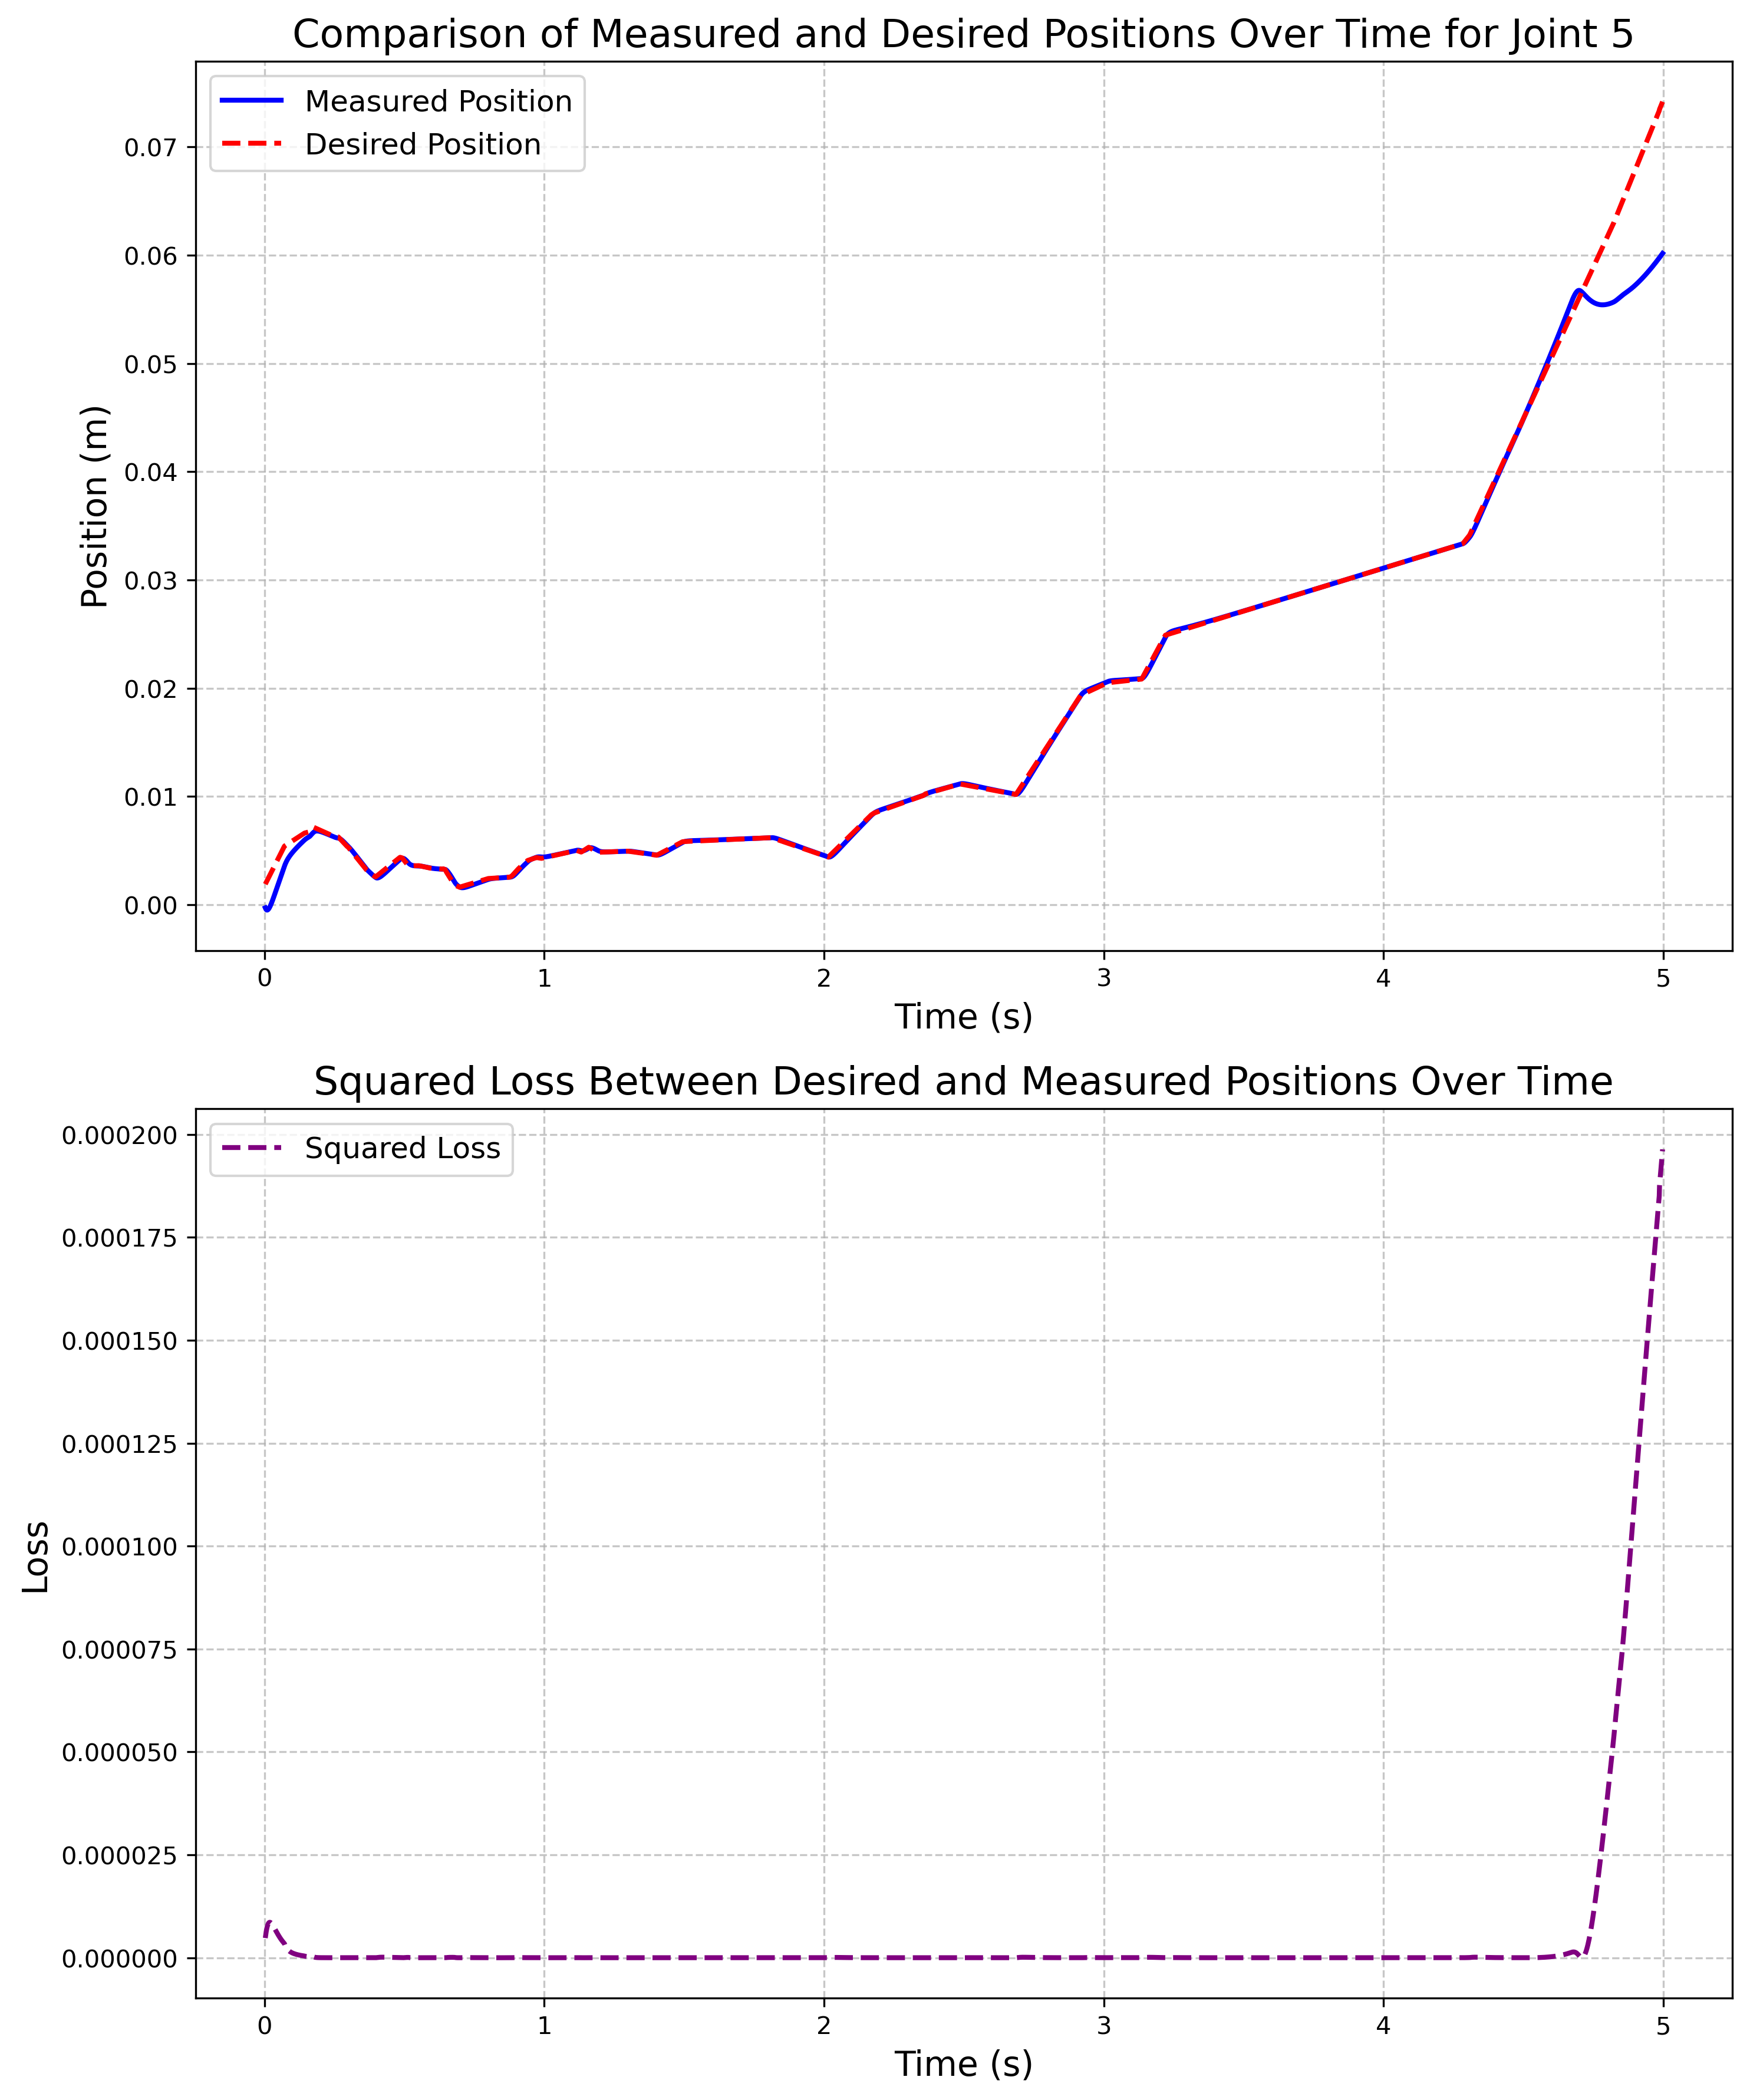 Comparison of Measured and Desired Positions Over Time for Joint 5
Measured Position
Desired Position
0.07
0.06
0.05
0.04
0.03
0.02
0.01
0.00
Position (m)
0 1 2 3 4 5
Time (s)
Squared Loss Between Desired and Measured Positions Over Time
Squared Loss
0.000200
0.000175
0.000150
0.000125
0.000100
0.000075
0.000050
0.000025
0.000000
Loss
0 1 2 3 4 5
Time (s)